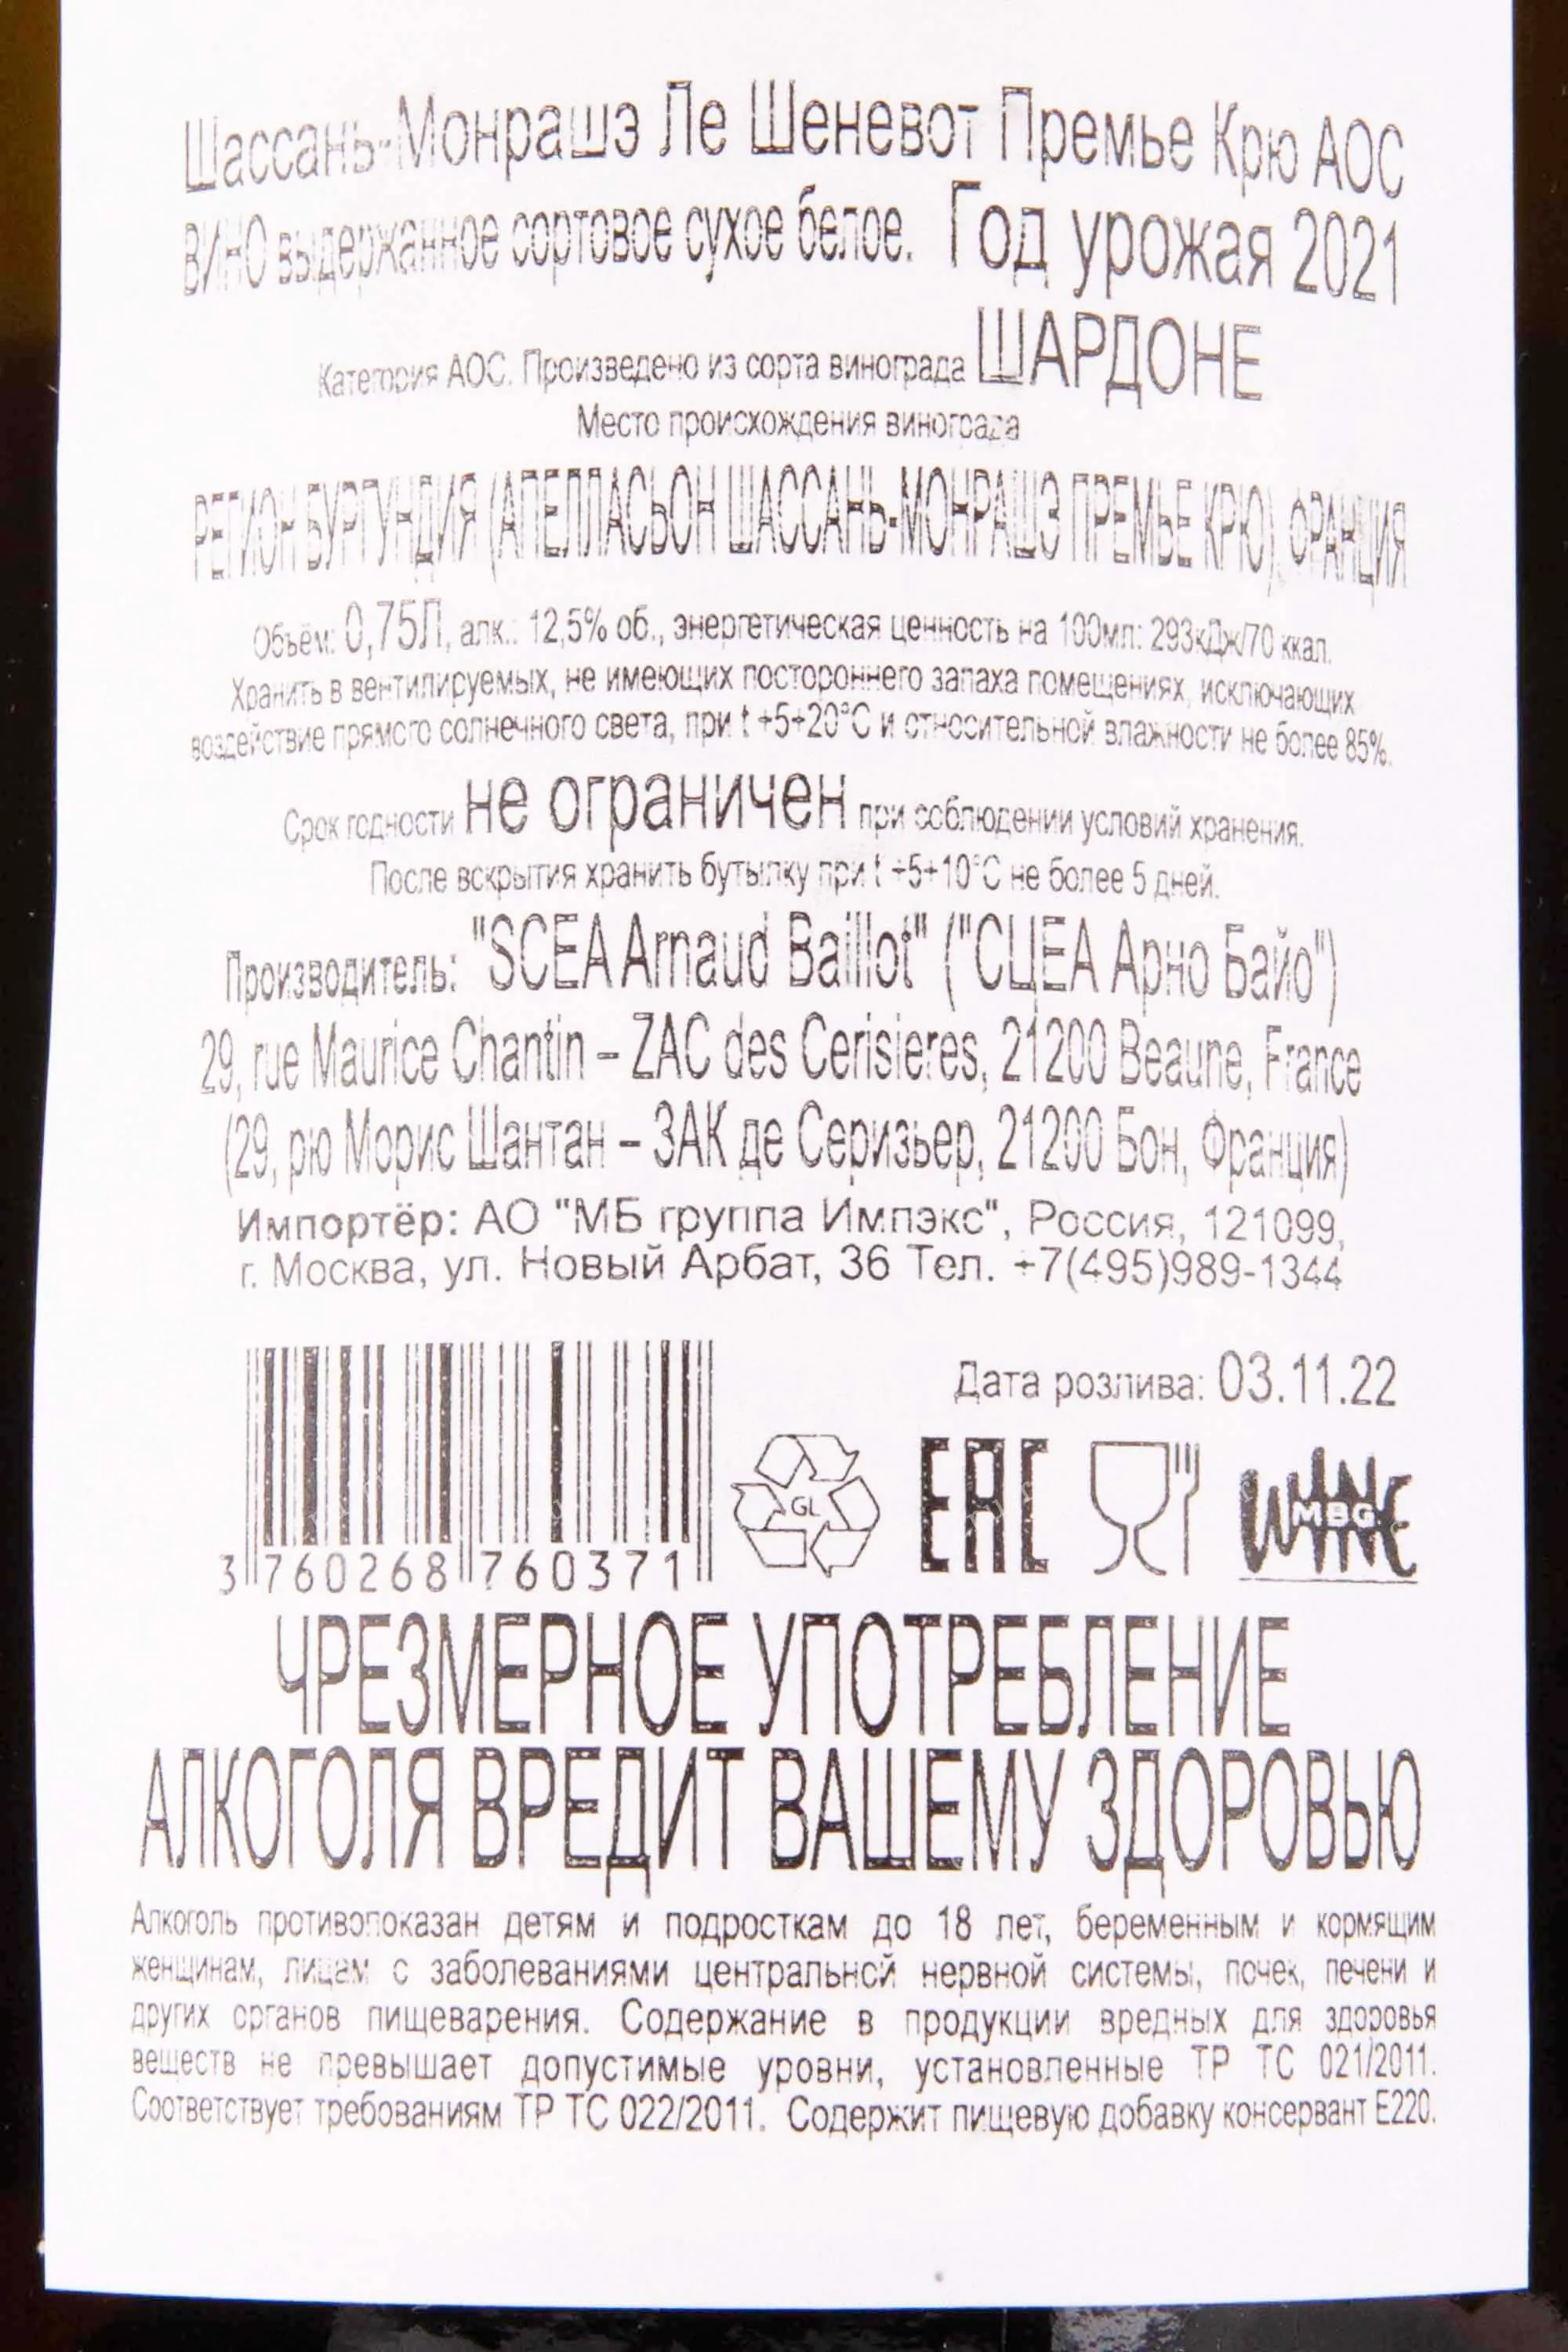 Шассань-Монрашэ Ле Шеневот Премье Крю АОС
ВИНО выдержанное сортовое сухое белое. Год урожая 2021
Категория АОС. Произведено из сорта винограда ШАРДОНЕ
Место происхождения винограда
РЕГИОН БУРГУНДИЯ (АПЕЛЛАСЬОН ШАССАНЬ-МОНРАШЭ ПРЕМЬЕ КРЮ), ФРАНЦИЯ
Объём: 0,75Л, алк.: 12,5% об., энергетическая ценность на 100мл: 293кДж/70 ккал.
Хранить в вентилируемых, не имеющих постороннего запаха помещениях, исключающих
воздействие прямого солнечного света, при t +5+20°C и относительной влажности не более 85%.
Срок годности не ограничен при соблюдении условий хранения.
После вскрытия хранить бутылку при t +5+10°C не более 5 дней.
Производитель: "SCEA Arnaud Baillot" ("СЦЕА Арно Байо")
29, rue Maurice Chantin – ZAC des Cerisieres, 21200 Beaune, France
(29, рю Морис Шантан – ЗАК де Серизьер, 21200 Бон, Франция)
Импортёр: АО "МБ группа Импэкс", Россия, 121099,
г. Москва, ул. Новый Арбат, 36 Тел. +7(495)989-1344
Дата розлива: 03.11.22
GL
EAC
WINE
MBG
3 760268 760371
ЧРЕЗМЕРНОЕ УПОТРЕБЛЕНИЕ
АЛКОГОЛЯ ВРЕДИТ ВАШЕМУ ЗДОРОВЬЮ
Алкоголь противопоказан детям и подросткам до 18 лет, беременным и кормящим
женщинам, лицам с заболеваниями центральной нервной системы, почек, печени и
других органов пищеварения. Содержание в продукции вредных для здоровья
веществ не превышает допустимые уровни, установленные ТР ТС 021/2011.
Соответствует требованиям ТР ТС 022/2011. Содержит пищевую добавку консервант Е220.